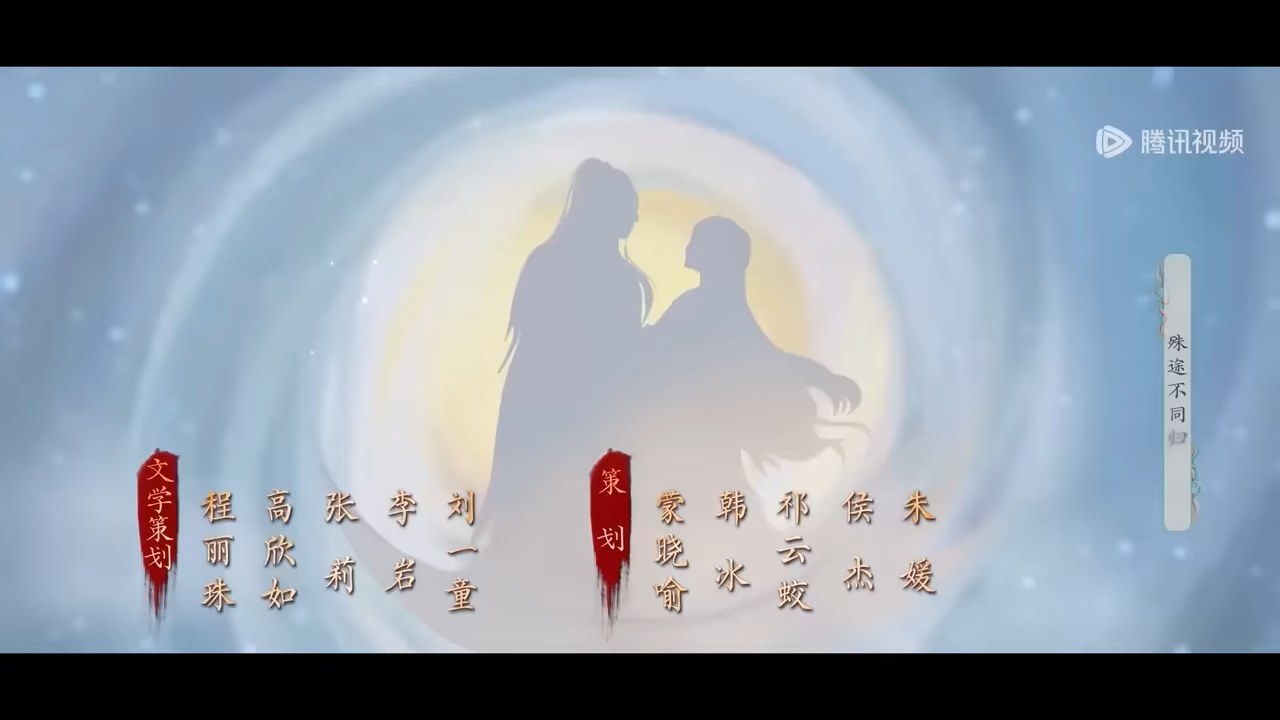 腾讯视频
殊途不同归
文学策划
程丽珠
高欣如
张莉
李岩
刘一童
策划
蒙晓喻
韩冰
祁云蛟
侯杰
朱媛